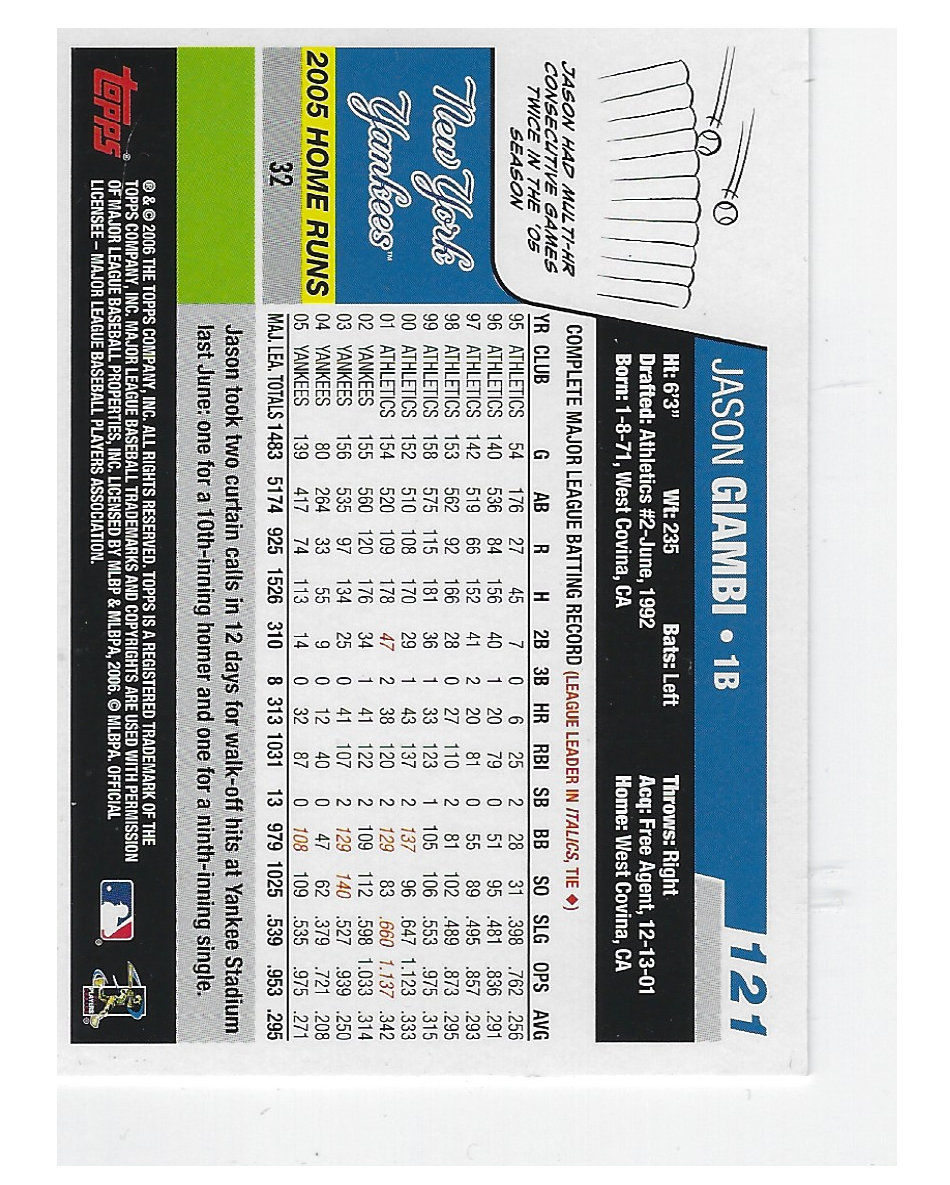 121
JASON GIAMBI • 1B
Ht: 6'3" Wt: 235 Bats: Left Throws: Right
Drafted: Athletics #2-June, 1992 Acq: Free Agent, 12-13-01
Born: 1-8-71, West Covina, CA Home: West Covina, CA
JASON HAD MULTI-HR
CONSECUTIVE GAMES
TWICE IN THE '05
SEASON
New York
Yankees™
2005 HOME RUNS
32
COMPLETE MAJOR LEAGUE BATTING RECORD (LEAGUE LEADER IN ITALICS, TIE ♦)
YR CLUB G AB R H 2B 3B HR RBI SB BB SO SLG OPS AVG
95 ATHLETICS 54 176 27 45 7 0 6 25 2 28 31 .398 .762 .256
96 ATHLETICS 140 536 84 156 40 1 20 79 0 51 95 .481 .836 .291
97 ATHLETICS 142 519 66 152 41 2 20 81 0 55 89 .495 .857 .293
98 ATHLETICS 153 562 92 166 28 0 27 110 2 81 102 .489 .873 .295
99 ATHLETICS 158 575 115 181 36 1 33 123 1 105 106 .553 .975 .315
00 ATHLETICS 152 510 108 170 29 1 43 137 2 137 96 .647 1.123 .333
01 ATHLETICS 154 520 109 178 47 2 38 120 2 129 83 .660 1.137 .342
02 YANKEES 155 560 120 176 34 1 41 122 2 109 112 .598 1.033 .314
03 YANKEES 156 535 97 134 25 0 41 107 2 129 140 .527 .939 .250
04 YANKEES 80 264 33 55 9 0 12 40 0 47 62 .379 .721 .208
05 YANKEES 139 417 74 113 14 0 32 87 0 108 109 .535 .975 .271
MAJ. LEA. TOTALS 1483 5174 925 1526 310 8 313 1031 13 979 1025 .539 .953 .295
Jason took two curtain calls in 12 days for walk-off hits at Yankee Stadium
last June: one for a 10th-inning homer and one for a ninth-inning single.
topps®
® & © 2006 THE TOPPS COMPANY, INC. ALL RIGHTS RESERVED. TOPPS IS A REGISTERED TRADEMARK OF THE
TOPPS COMPANY, INC. MAJOR LEAGUE BASEBALL TRADEMARKS AND COPYRIGHTS ARE USED WITH PERMISSION
OF MAJOR LEAGUE BASEBALL PROPERTIES, INC. LICENSED BY MLBP & MLBPA, 2006. © MLBPA. OFFICIAL
LICENSEE – MAJOR LEAGUE BASEBALL PLAYERS ASSOCIATION.
PLAYERS